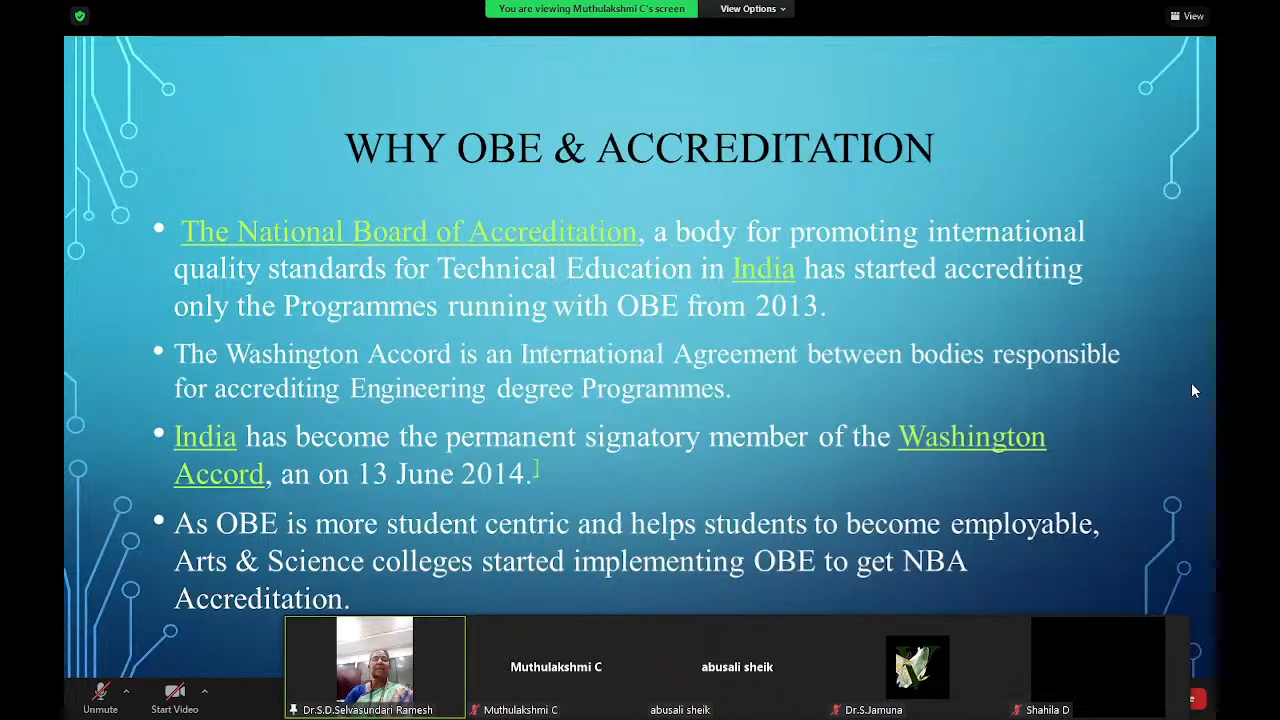 You are viewing Muthulakshmi C's screen
View Options
View
WHY OBE & ACCREDITATION
• The National Board of Accreditation, a body for promoting international
quality standards for Technical Education in India has started accrediting
only the Programmes running with OBE from 2013.
• The Washington Accord is an International Agreement between bodies responsible
for accrediting Engineering degree Programmes.
• India has become the permanent signatory member of the Washington
Accord, an on 13 June 2014.]
• As OBE is more student centric and helps students to become employable,
Arts & Science colleges started implementing OBE to get NBA
Accreditation.
Muthulakshmi C
abusali sheik
Unmute
Start Video
Dr.S.D.Selvasundari Ramesh
Muthulakshmi C
abusali sheik
Dr.S.Jamuna
Shahila D